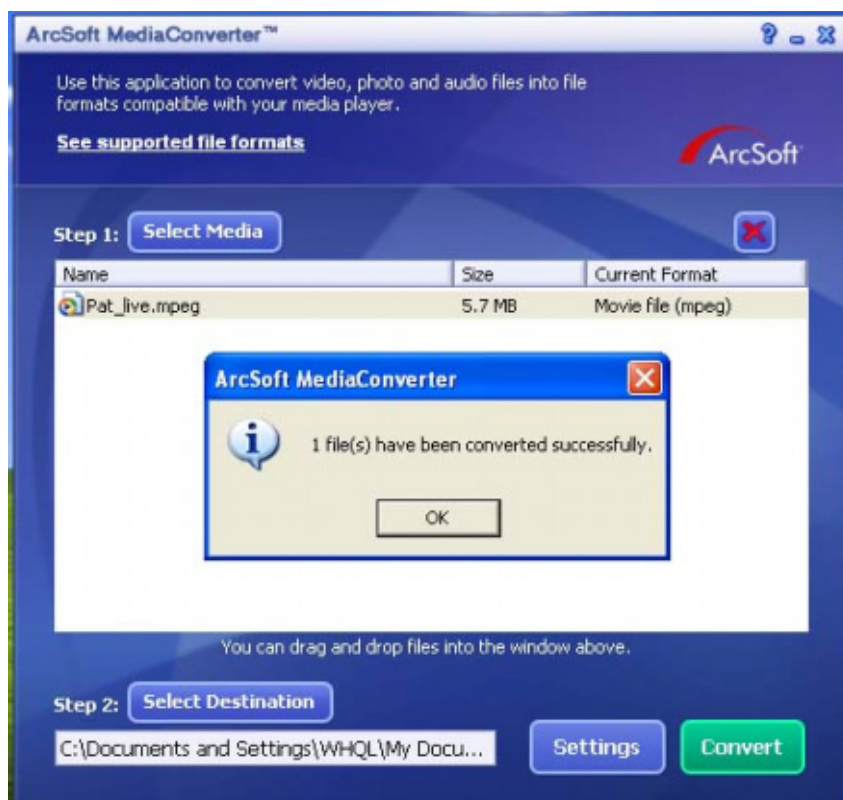 ArcSoft MediaConverter™
Use this application to convert video, photo and audio files into file
formats compatible with your media player.
See supported file formats
ArcSoft
Step 1: Select Media
Name Size Current Format
Pat_live.mpeg 5.7 MB Movie file (mpeg)
ArcSoft MediaConverter
1 file(s) have been converted successfully.
OK
You can drag and drop files into the window above.
Step 2: Select Destination
C:\Documents and Settings\WHQL\My Docu... Settings Convert